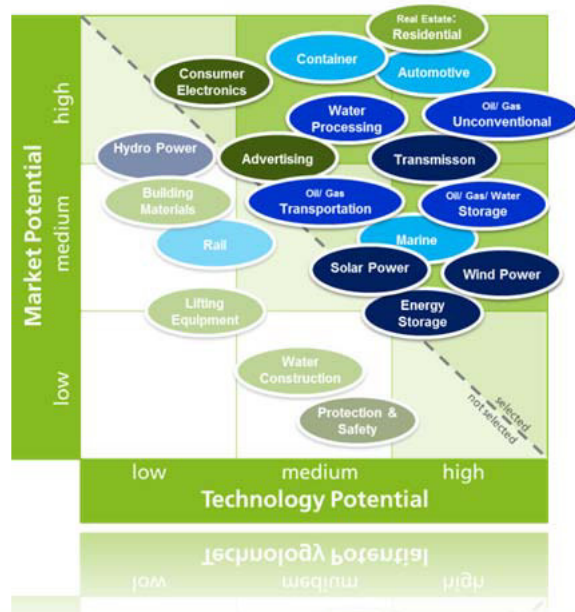 Real Estate:
Residential
Container
Automotive
Consumer
Electronics
Oil/ Gas
Unconventional
Water
Processing
Hydro Power
Advertising
Transmisson
Building
Materials
Oil/ Gas
Transportation
Oil/ Gas/ Water
Storage
Rail
Marine
Solar Power
Wind Power
Lifting
Equipment
Energy
Storage
Water
Construction
Protection &
Safety
selected
not selected
Market Potential
high
medium
low
low
medium
high
Technology Potential